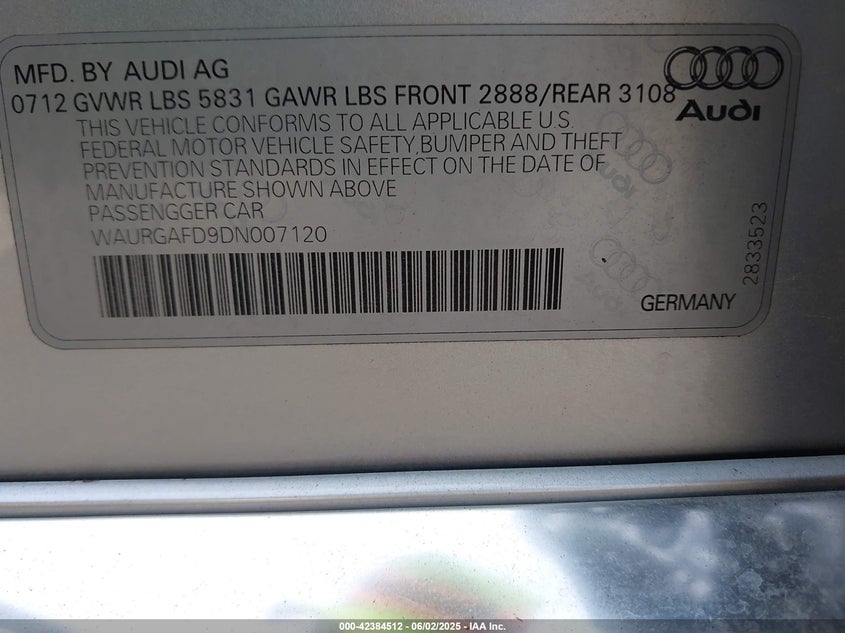 MFD. BY AUDI AG
0712 GVWR LBS 5831 GAWR LBS FRONT 2888/REAR 3108
Audi
THIS VEHICLE CONFORMS TO ALL APPLICABLE U.S.
FEDERAL MOTOR VEHICLE SAFETY,BUMPER AND THEFT
PREVENTION STANDARDS IN EFFECT ON THE DATE OF
MANUFACTURE SHOWN ABOVE
PASSENGGER CAR
WAURGAFD9DN007120
Audi
Audi
2833523
GERMANY
000-42384512 - 06/02/2025 - IAA Inc.